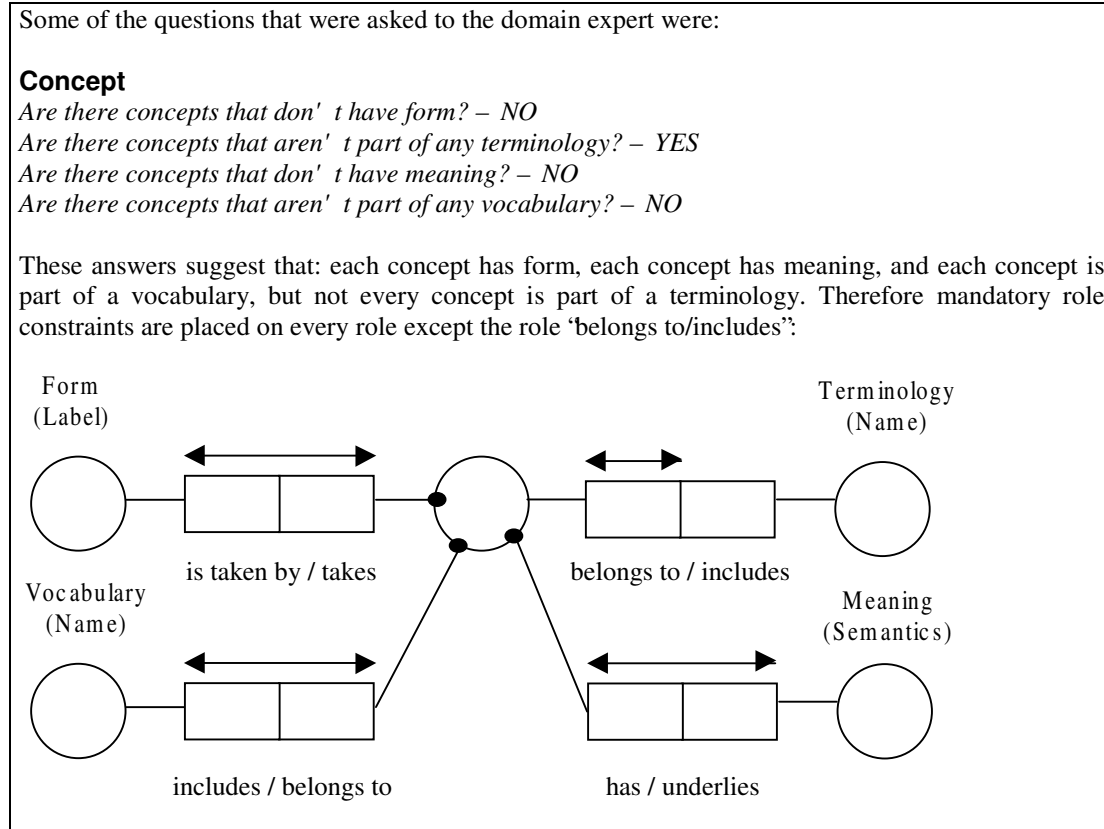 Some of the questions that were asked to the domain expert were:
Concept
Are there concepts that don' t have form? – NO
Are there concepts that aren' t part of any terminology? – YES
Are there concepts that don' t have meaning? – NO
Are there concepts that aren' t part of any vocabulary? – NO
These answers suggest that: each concept has form, each concept has meaning, and each concept is
part of a vocabulary, but not every concept is part of a terminology. Therefore mandatory role
constraints are placed on every role except the role “belongs to/includes”:
Form
(Label)
Terminology
(Name)
is taken by / takes
belongs to / includes
Vocabulary
(Name)
Meaning
(Semantics)
includes / belongs to
has / underlies